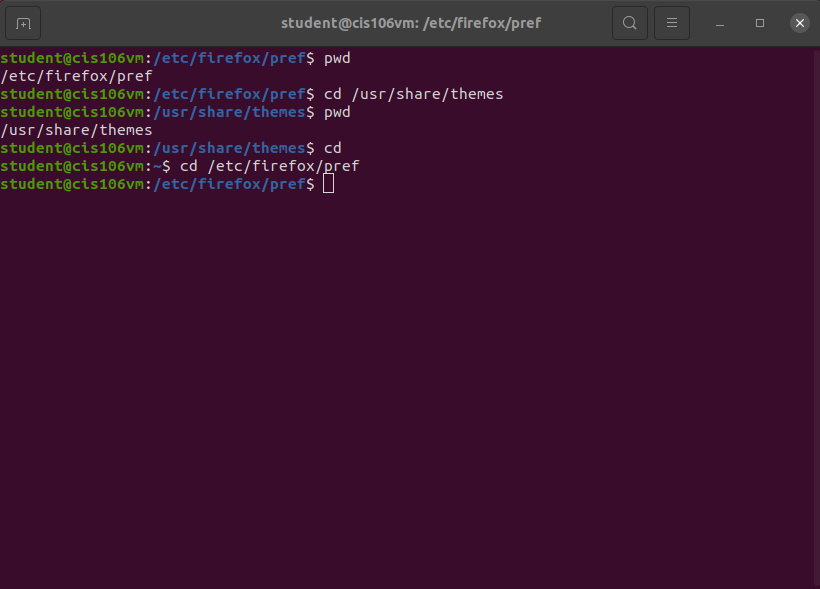 student@cis106vm: /etc/firefox/pref
student@cis106vm:/etc/firefox/pref$ pwd
/etc/firefox/pref
student@cis106vm:/etc/firefox/pref$ cd /usr/share/themes
student@cis106vm:/usr/share/themes$ pwd
/usr/share/themes
student@cis106vm:/usr/share/themes$ cd
student@cis106vm:~$ cd /etc/firefox/pref
student@cis106vm:/etc/firefox/pref$